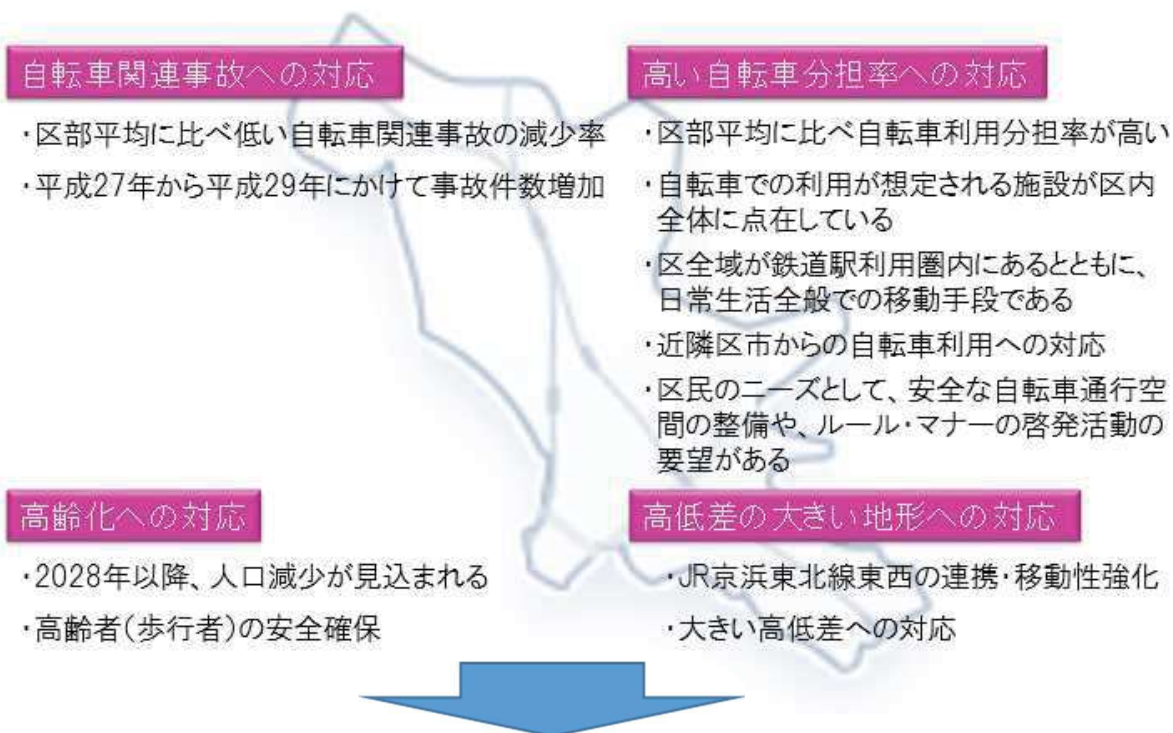 自転車関連事故への対応
・区部平均に比べ低い自転車関連事故の減少率
・平成27年から平成29年にかけて事故件数増加
高い自転車分担率への対応
・区部平均に比べ自転車利用分担率が高い
・自転車での利用が想定される施設が区内
全体に点在している
・区全域が鉄道駅利用圏内にあるとともに、
日常生活全般での移動手段である
・近隣区市からの自転車利用への対応
・区民のニーズとして、安全な自転車通行空
間の整備や、ルール・マナーの啓発活動の
要望がある
高齢化への対応
・2028年以降、人口減少が見込まれる
・高齢者(歩行者)の安全確保
高低差の大きい地形への対応
・JR京浜東北線東西の連携・移動性強化
・大きい高低差への対応